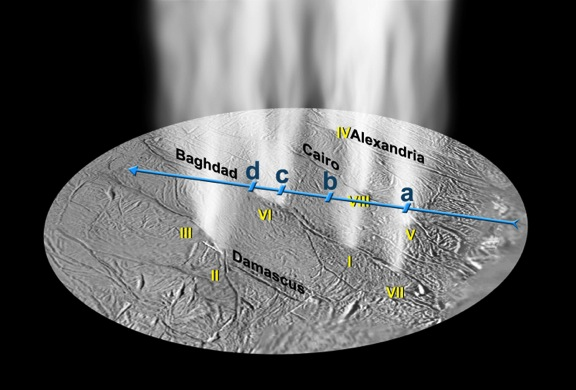 IV Alexandria
Cairo
Baghdad
d
c
b
a
VIII
VI
V
III
I
II
Damascus
VII